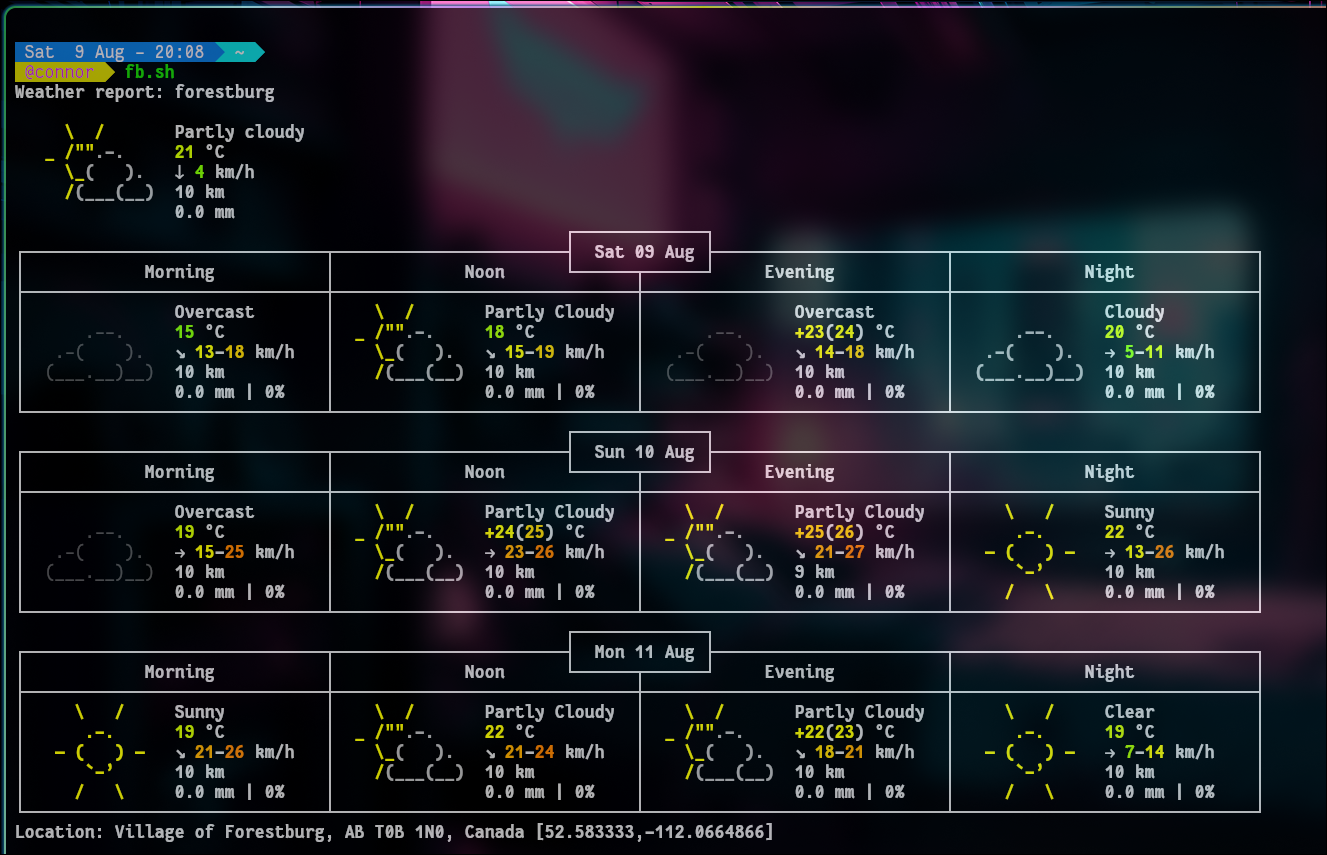 Sat  9 Aug – 20:08  ~
@connor  fb.sh
Weather report: forestburg
Partly cloudy
21 °C
↓ 4 km/h
10 km
0.0 mm
Sat 09 Aug
Morning Noon Evening Night
Overcast Partly Cloudy Overcast Cloudy
15 °C 18 °C +23(24) °C 20 °C
↘ 13–18 km/h ↘ 15–19 km/h ↘ 14–18 km/h → 5–11 km/h
10 km 10 km 10 km 10 km
0.0 mm | 0% 0.0 mm | 0% 0.0 mm | 0% 0.0 mm | 0%
Sun 10 Aug
Morning Noon Evening Night
Overcast Partly Cloudy Partly Cloudy Sunny
19 °C +24(25) °C +25(26) °C 22 °C
→ 15–25 km/h → 23–26 km/h ↘ 21–27 km/h → 13–26 km/h
10 km 10 km 9 km 10 km
0.0 mm | 0% 0.0 mm | 0% 0.0 mm | 0% 0.0 mm | 0%
Mon 11 Aug
Morning Noon Evening Night
Sunny Partly Cloudy Partly Cloudy Clear
19 °C 22 °C +22(23) °C 19 °C
↘ 21–26 km/h ↘ 21–24 km/h ↘ 18–21 km/h → 7–14 km/h
10 km 10 km 10 km 10 km
0.0 mm | 0% 0.0 mm | 0% 0.0 mm | 0% 0.0 mm | 0%
Location: Village of Forestburg, AB T0B 1N0, Canada [52.583333,-112.0664866]